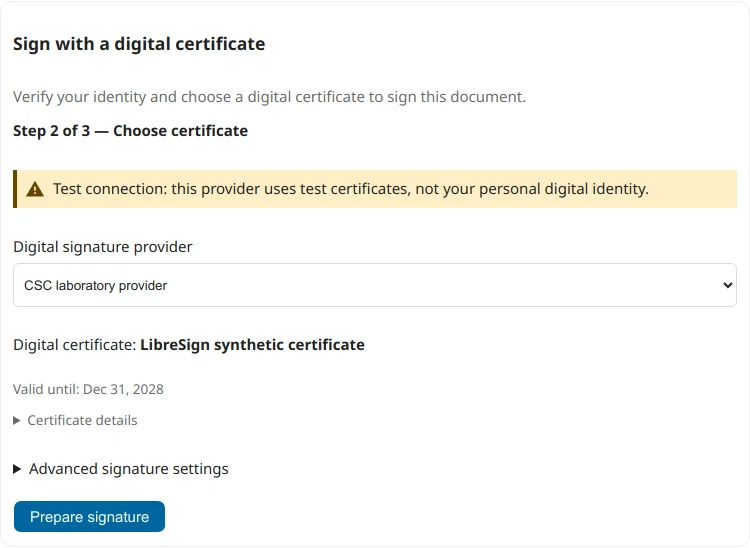 Sign with a digital certificate
Verify your identity and choose a digital certificate to sign this document.
Step 2 of 3 — Choose certificate
Test connection: this provider uses test certificates, not your personal digital identity.
Digital signature provider
CSC laboratory provider
Digital certificate: LibreSign synthetic certificate
Valid until: Dec 31, 2028
Certificate details
Advanced signature settings
Prepare signature